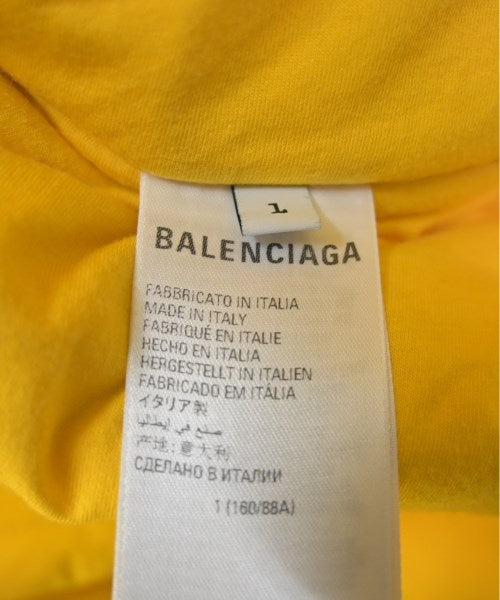 1
BALENCIAGA
FABBRICATO IN ITALIA
MADE IN ITALY
FABRIQUÉ EN ITALIE
HECHO EN ITALIA
HERGESTELLT IN ITALIEN
FABRICADO EM ITÁLIA
イタリア製
صنع في إيطاليا
产地:意大利
СДЕЛАНО В ИТАЛИИ
1 (160/88A)